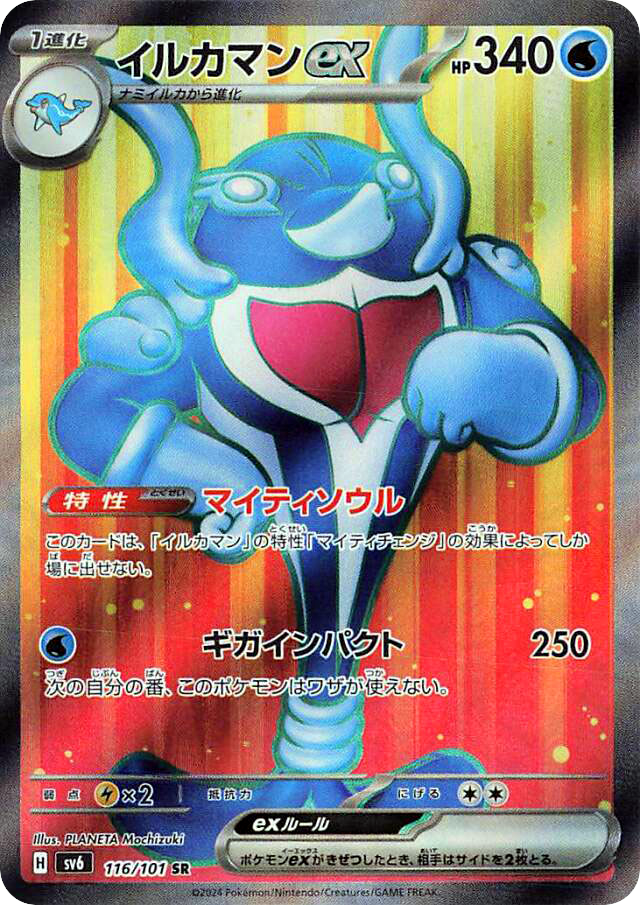 1進化
イルカマンex
HP340
ナミイルカから進化
特性
とくせい
マイティソウル
このカードは、「イルカマン」の特性「マイティチェンジ」の効果によってしか
場に出せない。
ギガインパクト 250
次の自分の番、このポケモンはワザが使えない。
弱点 ×2 抵抗力 にげる
exルール
ポケモンexがきぜつしたとき、相手はサイドを2枚とる。
Illus. PLANETA Mochizuki
H sv6 116/101 SR
©2024 Pokémon/Nintendo/Creatures/GAME FREAK.